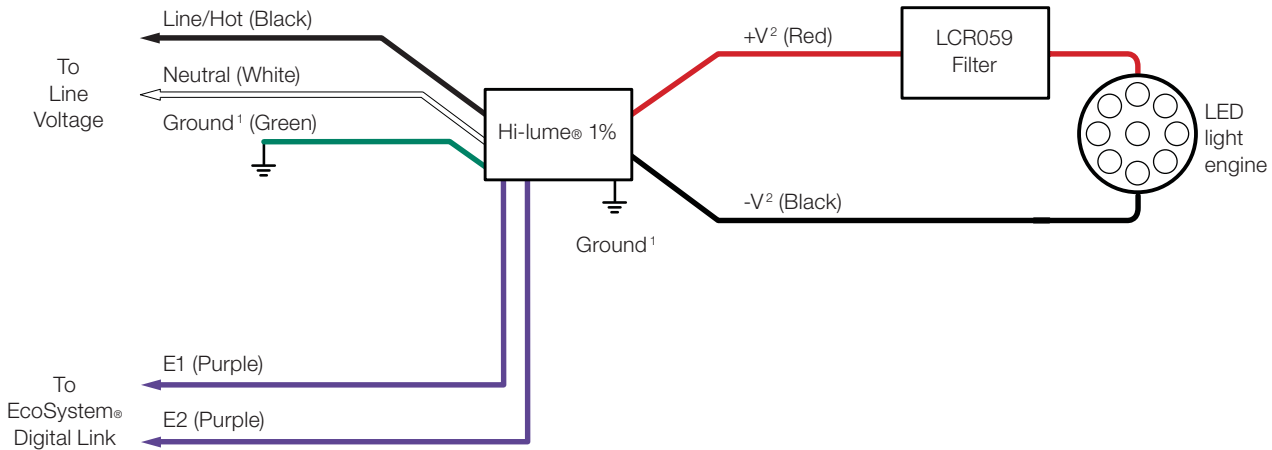 Line/Hot (Black)
To
Line
Voltage
Neutral (White)
Ground¹ (Green)
Hi-lume® 1%
Ground¹
+V² (Red)
LCR059
Filter
LED
light
engine
-V² (Black)
To
EcoSystem®
Digital Link
E1 (Purple)
E2 (Purple)